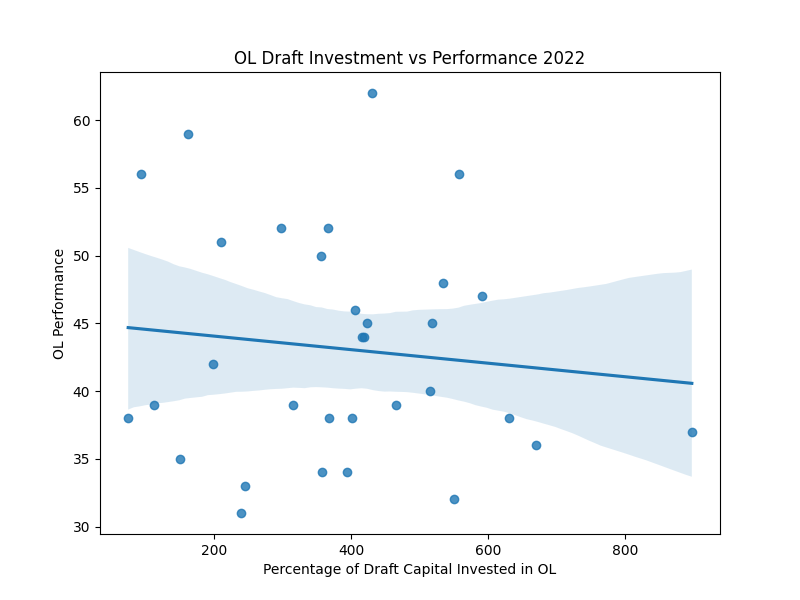 OL Draft Investment vs Performance 2022
60
55
50
45
40
35
30
OL Performance
200 400 600 800
Percentage of Draft Capital Invested in OL